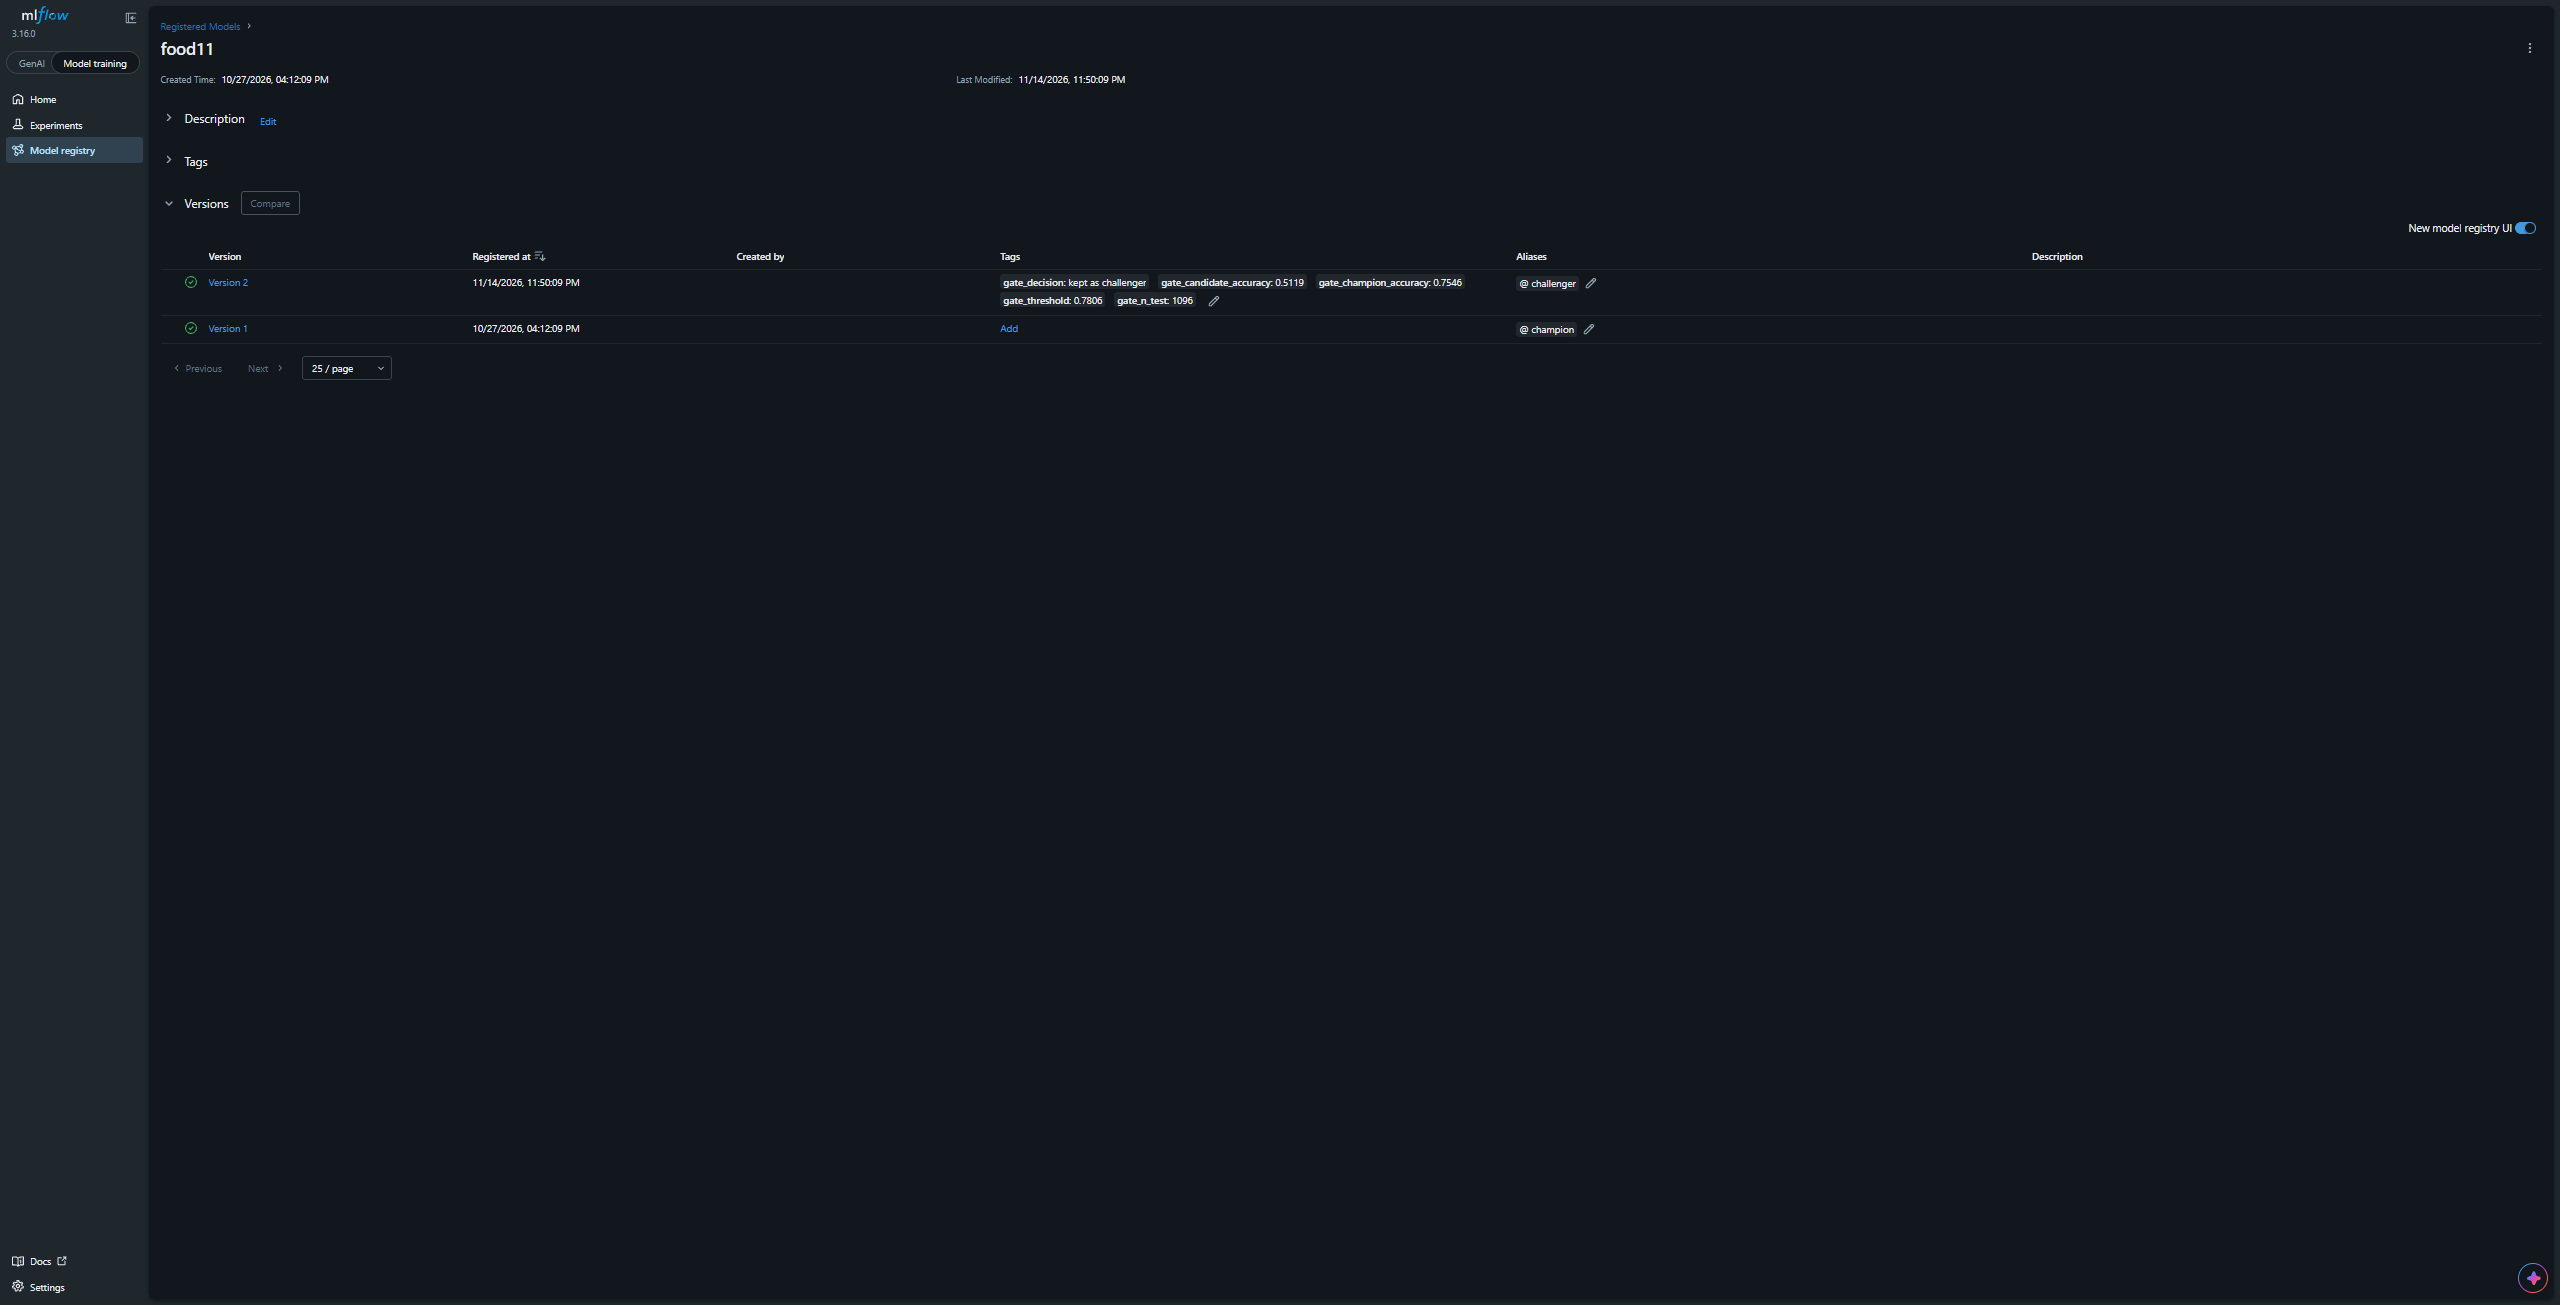 mlflow
3.16.0
GenAI Model training
Home
Experiments
Model registry
Docs
Settings
Registered Models
food11
Created Time: 10/27/2026, 04:12:09 PM Last Modified: 11/14/2026, 11:50:09 PM
Description Edit
Tags
Versions Compare
New model registry UI
Version Registered at Created by Tags Aliases Description
Version 2 11/14/2026, 11:50:09 PM gate_decision: kept as challenger gate_candidate_accuracy: 0.5119 gate_champion_accuracy: 0.7546 @ challenger
gate_threshold: 0.7806 gate_n_test: 1096
Version 1 10/27/2026, 04:12:09 PM Add @ champion
Previous Next 25 / page